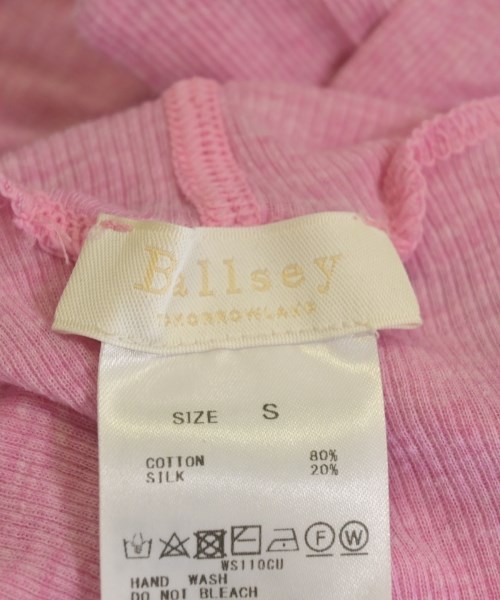 Ballsey
TOMORROWLAND
SIZE S
COTTON 80%
SILK 20%
F W
WS110CU
HAND WASH
DO NOT BLEACH